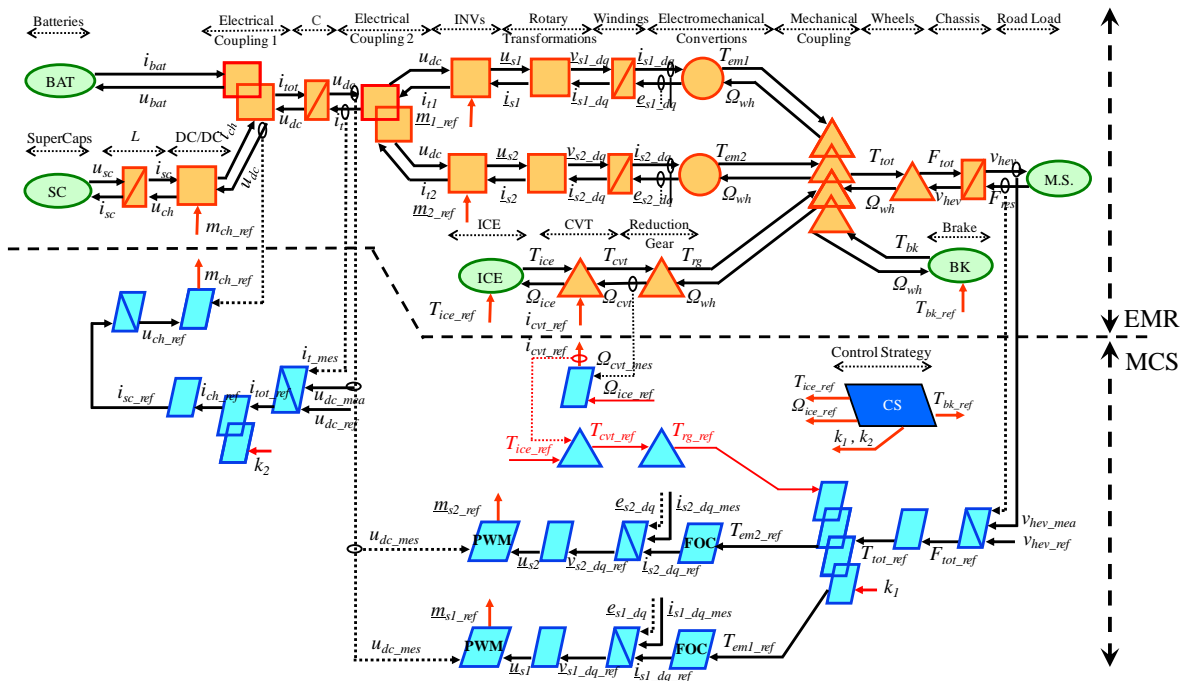 Batteries
Electrical
Coupling 1
C
Electrical
Coupling 2
INVs
Rotary
Transformations
Windings
Electromechanical
Convertions
Mechanical
Coupling
Wheels
Chassis
Road Load
BAT
i_bat
u_bat
i_tot
u_dc
u_dc
i_t
u_dc
i_t1
m_1_ref
u_s1
i_s1
v_s1_dq
i_s1_dq
i_s1_dq
e_s1_dq
T_em1
Ω_wh
SuperCaps
L
DC/DC
SC
u_sc
i_sc
i_sc
u_ch
i_ch
u_dc
m_ch_ref
u_dc
i_t2
m_2_ref
u_s2
i_s2
v_s2_dq
i_s2_dq
i_s2_dq
e_s2_dq
T_em2
Ω_wh
T_tot
Ω_wh
F_tot
v_hev
v_hev
F_res
M.S.
ICE
CVT
Reduction
Gear
ICE
T_ice
Ω_ice
T_ice_ref
T_cvt
Ω_cvt
i_cvt_ref
T_rg
Ω_wh
T_bk
Ω_wh
Brake
BK
T_bk_ref
EMR
MCS
m_ch_ref
u_ch_ref
i_sc_ref
i_ch_ref
i_tot_ref
i_t_mes
u_dc_mea
u_dc_ref
k_2
i_cvt_ref
Ω_cvt_mes
Ω_ice_ref
T_ice_ref
T_cvt_ref
T_rg_ref
Control Strategy
CS
T_ice_ref
Ω_ice_ref
T_bk_ref
k_1 , k_2
m_s2_ref
u_dc_mes
PWM
u_s2
v_s2_dq_ref
e_s2_dq
i_s2_dq_mes
i_s2_dq_ref
FOC
T_em2_ref
T_tot_ref
F_tot_ref
v_hev_mea
v_hev_ref
k_1
m_s1_ref
u_dc_mes
PWM
u_s1
v_s1_dq_ref
e_s1_dq
i_s1_dq_mes
i_s1_dq_ref
FOC
T_em1_ref